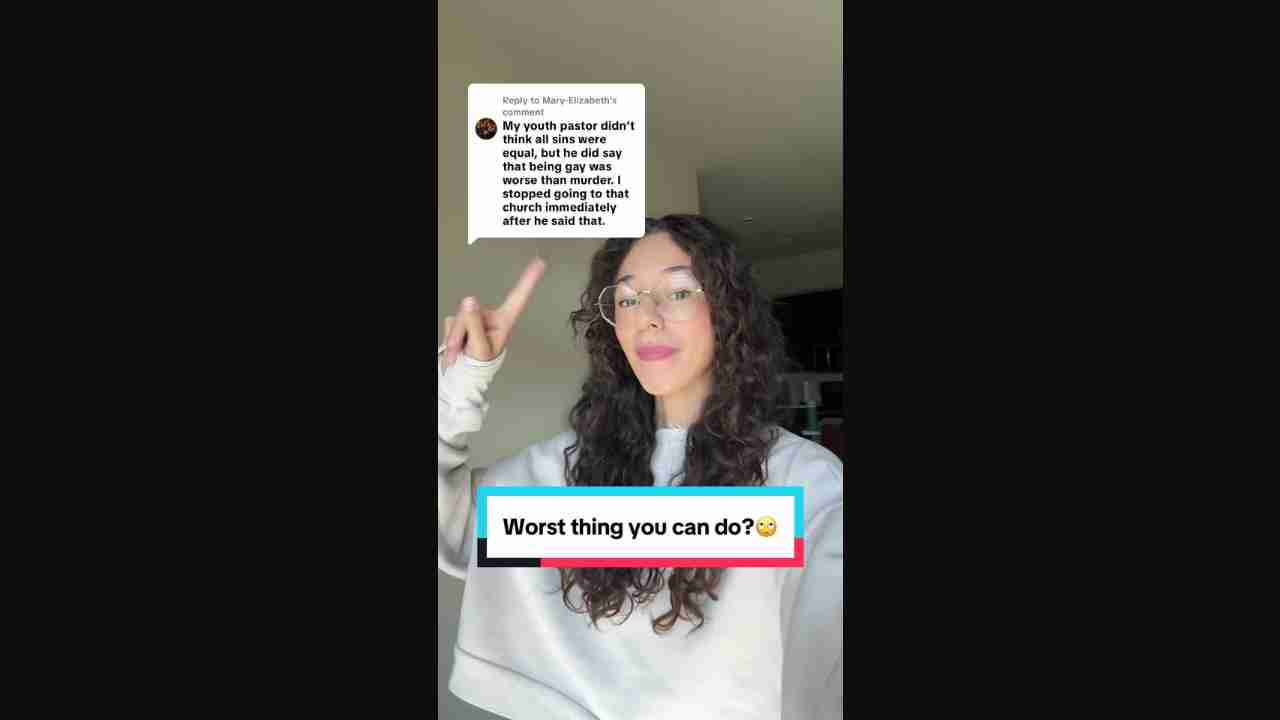 Reply to Mary-Elizabeth's
comment
My youth pastor didn't
think all sins were
equal, but he did say
that being gay was
worse than murder. I
stopped going to that
church immediately
after he said that.
Worst thing you can do?🙄